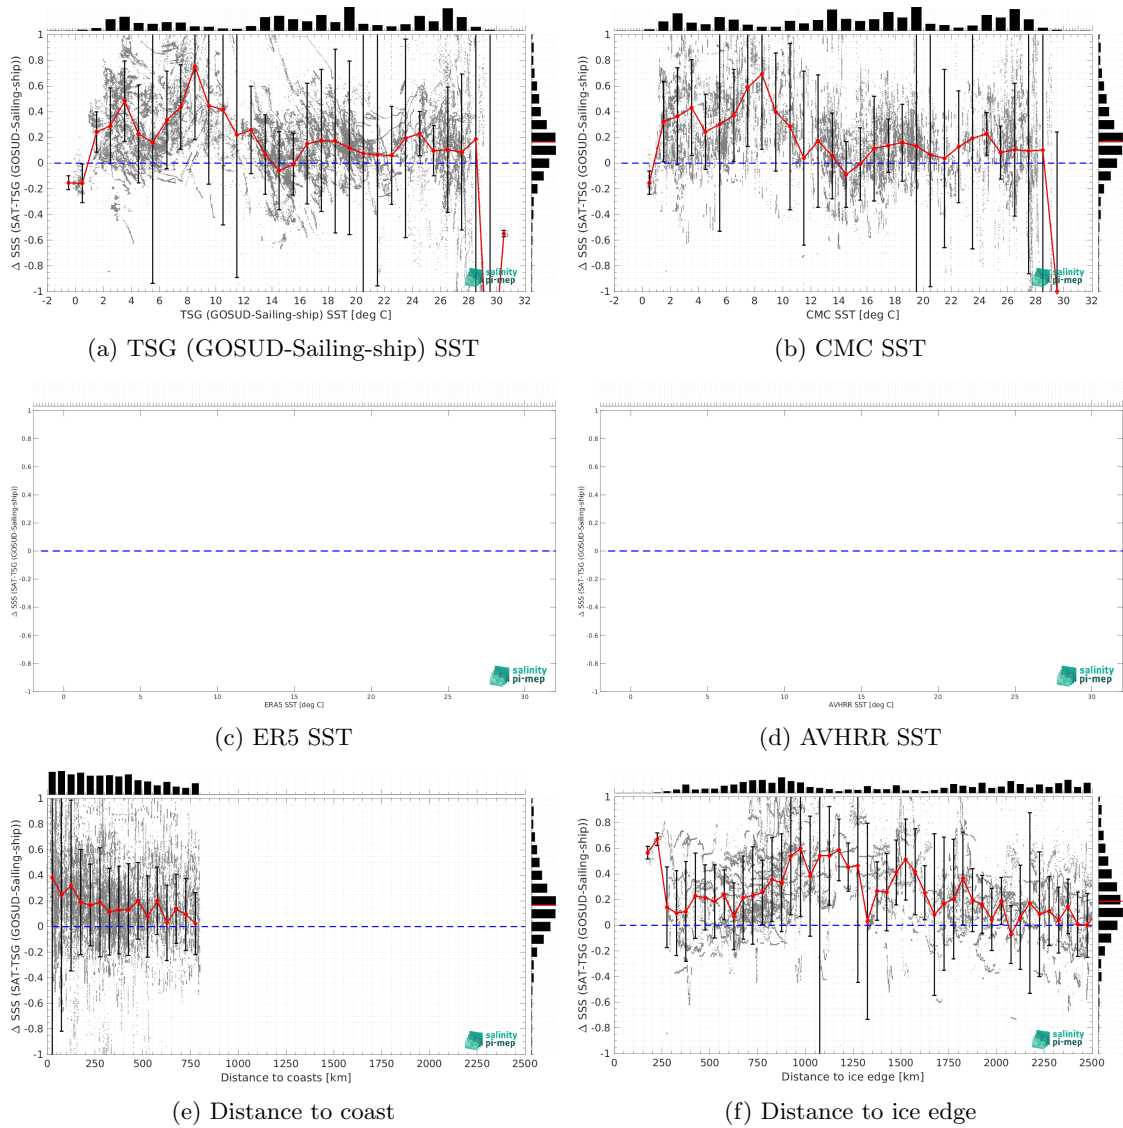 1
0.8
0.6
0.4
0.2
0
-0.2
-0.4
-0.6
-0.8
-1
Δ SSS (SAT-TSG (GOSUD-Sailing-ship))
-2 0 2 4 6 8 10 12 14 16 18 20 22 24 26 28 30 32
TSG (GOSUD-Sailing-ship) SST [deg C]
salinity
pi-mep
(a) TSG (GOSUD-Sailing-ship) SST
1
0.8
0.6
0.4
0.2
0
-0.2
-0.4
-0.6
-0.8
-1
Δ SSS (SAT-TSG (GOSUD-Sailing-ship))
-2 0 2 4 6 8 10 12 14 16 18 20 22 24 26 28 30 32
CMC SST [deg C]
salinity
pi-mep
(b) CMC SST
1
0.8
0.6
0.4
0.2
0
-0.2
-0.4
-0.6
-0.8
-1
Δ SSS (SAT-TSG (GOSUD-Sailing-ship))
0 5 10 15 20 25 30
ERA5 SST [deg C]
salinity
pi-mep
(c) ER5 SST
1
0.8
0.6
0.4
0.2
0
-0.2
-0.4
-0.6
-0.8
-1
Δ SSS (SAT-TSG (GOSUD-Sailing-ship))
0 5 10 15 20 25 30
AVHRR SST [deg C]
salinity
pi-mep
(d) AVHRR SST
1
0.8
0.6
0.4
0.2
0
-0.2
-0.4
-0.6
-0.8
-1
Δ SSS (SAT-TSG (GOSUD-Sailing-ship))
0 250 500 750 1000 1250 1500 1750 2000 2250 2500
Distance to coasts [km]
salinity
pi-mep
(e) Distance to coast
1
0.8
0.6
0.4
0.2
0
-0.2
-0.4
-0.6
-0.8
-1
Δ SSS (SAT-TSG (GOSUD-Sailing-ship))
0 250 500 750 1000 1250 1500 1750 2000 2250 2500
Distance to ice edge [km]
salinity
pi-mep
(f) Distance to ice edge